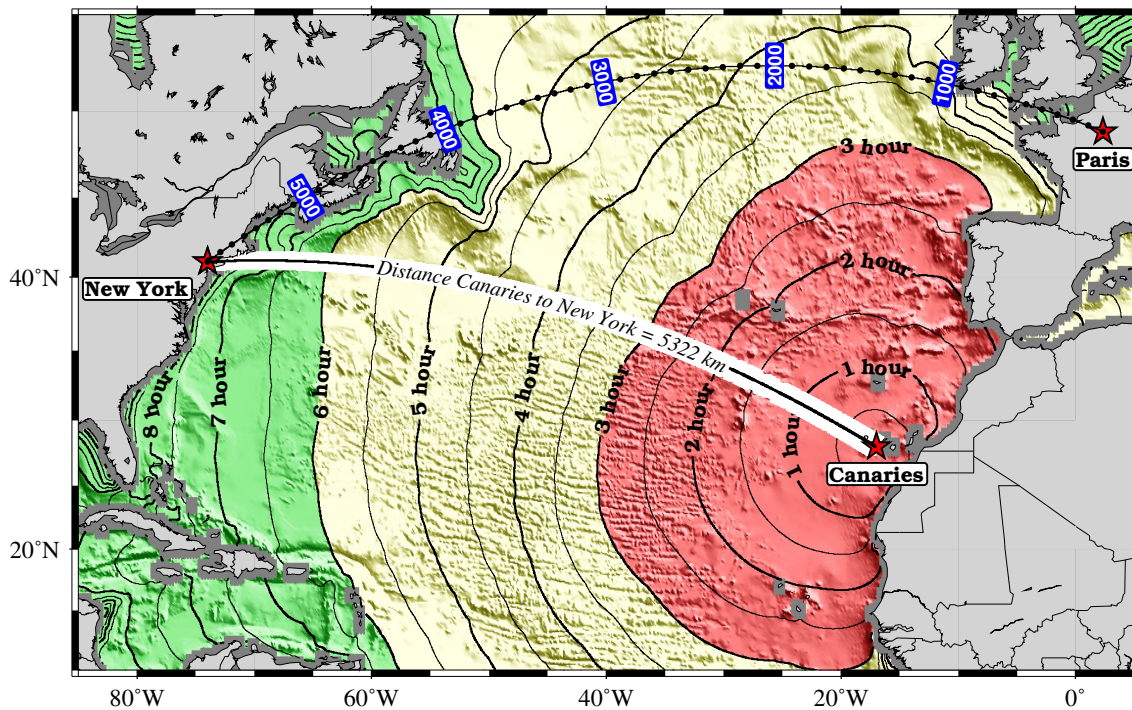 1000
2000
3000
4000
5000
Paris
3 hour
New York
Distance Canaries to New York = 5322 km
2 hour
1 hour
8 hour
7 hour
6 hour
5 hour
4 hour
3 hour
2 hour
1 hour
Canaries
40°N
20°N
80°W
60°W
40°W
20°W
0°